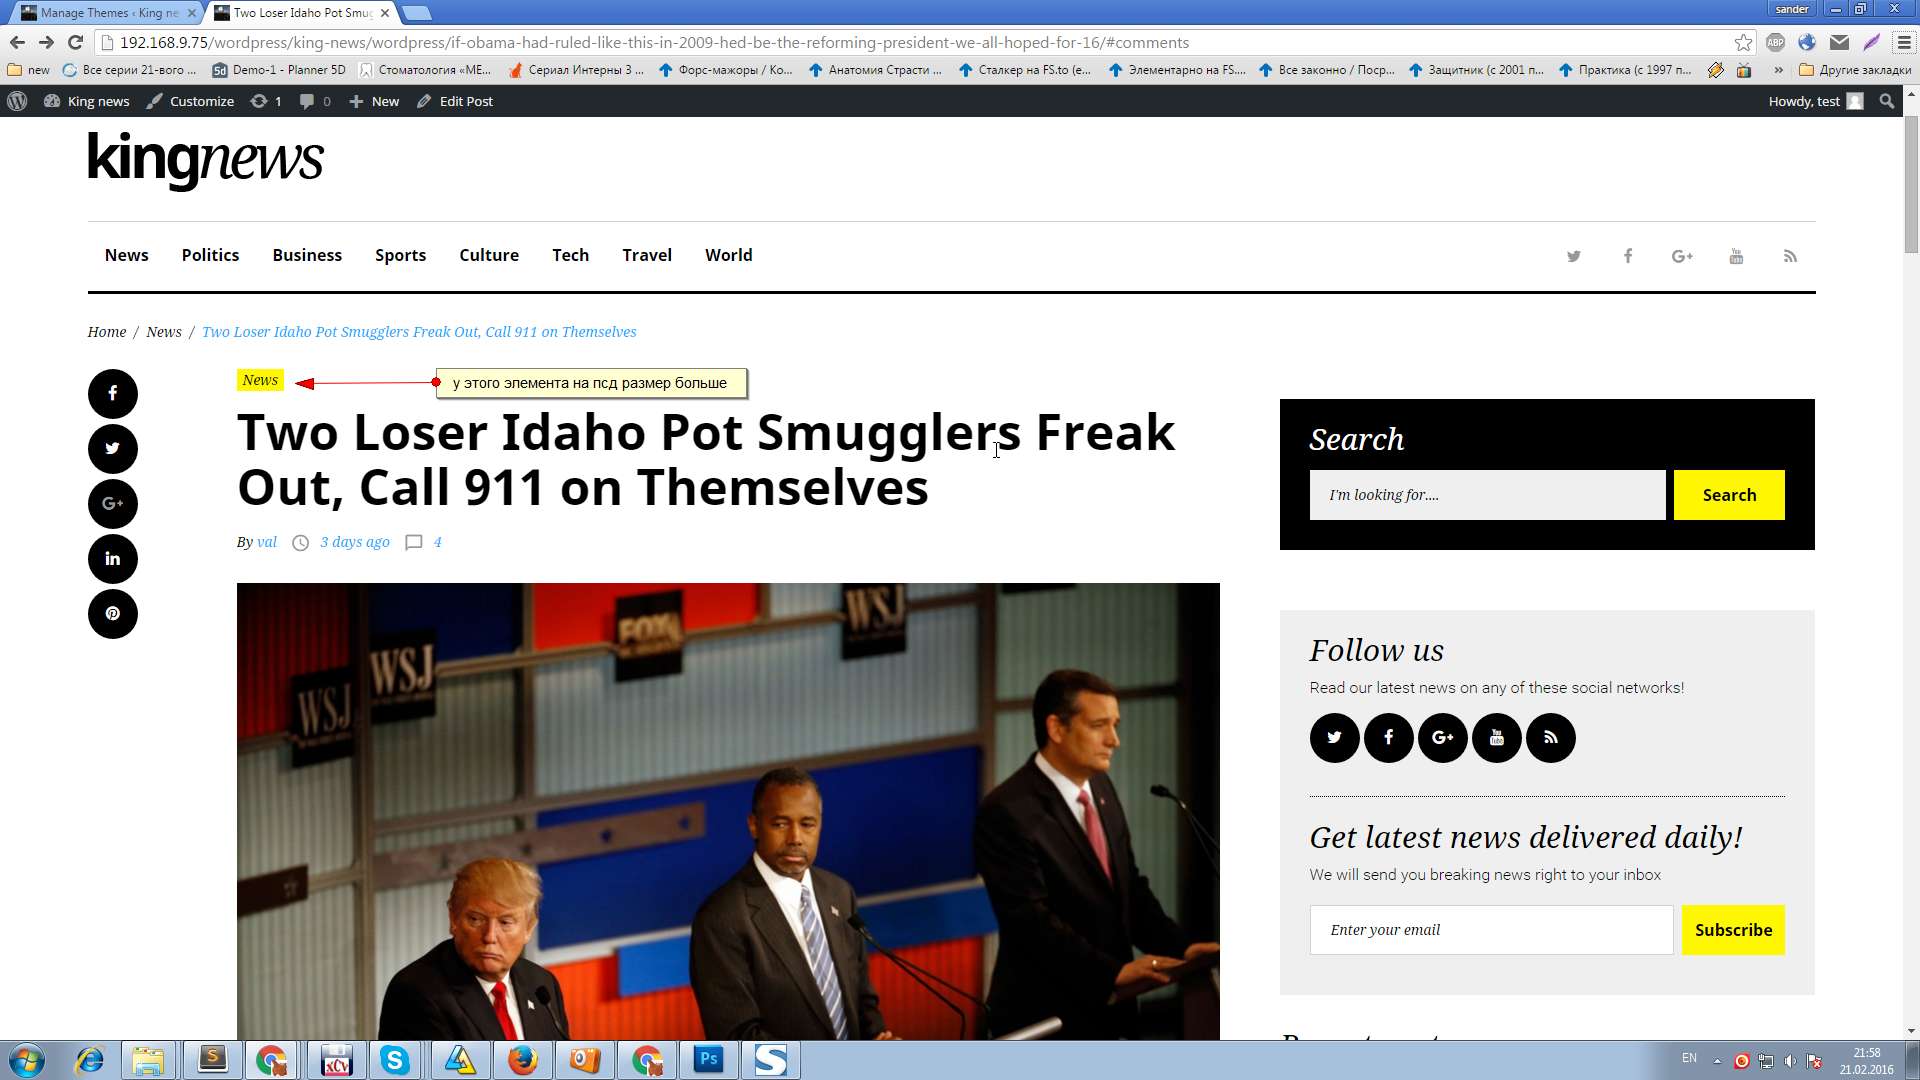 Manage Themes ‹ King ne
Two Loser Idaho Pot Smug
sander
192.168.9.75/wordpress/king-news/wordpress/if-obama-had-ruled-like-this-in-2009-hed-be-the-reforming-president-we-all-hoped-for-16/#comments
ABP
new
Все серии 21-вого ...
5d
Demo-1 - Planner 5D
Стоматология «МЕ...
Сериал Интерны 3 ...
Форс-мажоры / Ко...
Анатомия Страсти ...
Сталкер на FS.to (е...
Элементарно на FS....
Все законно / Поср...
Защитник (с 2001 п...
Практика (с 1997 п...
»
Другие закладки
King news
Customize
1
0
New
Edit Post
Howdy, test
kingnews
News
Politics
Business
Sports
Culture
Tech
Travel
World
Home / News / Two Loser Idaho Pot Smugglers Freak Out, Call 911 on Themselves
News
у этого элемента на псд размер больше
Two Loser Idaho Pot Smugglers Freak
Out, Call 911 on Themselves
By val
3 days ago
4
WSJ
WSJ
FOX
WSJ
Search
I'm looking for....
Search
Follow us
Read our latest news on any of these social networks!
Get latest news delivered daily!
We will send you breaking news right to your inbox
Enter your email
Subscribe
EN
21:58
21.02.2016